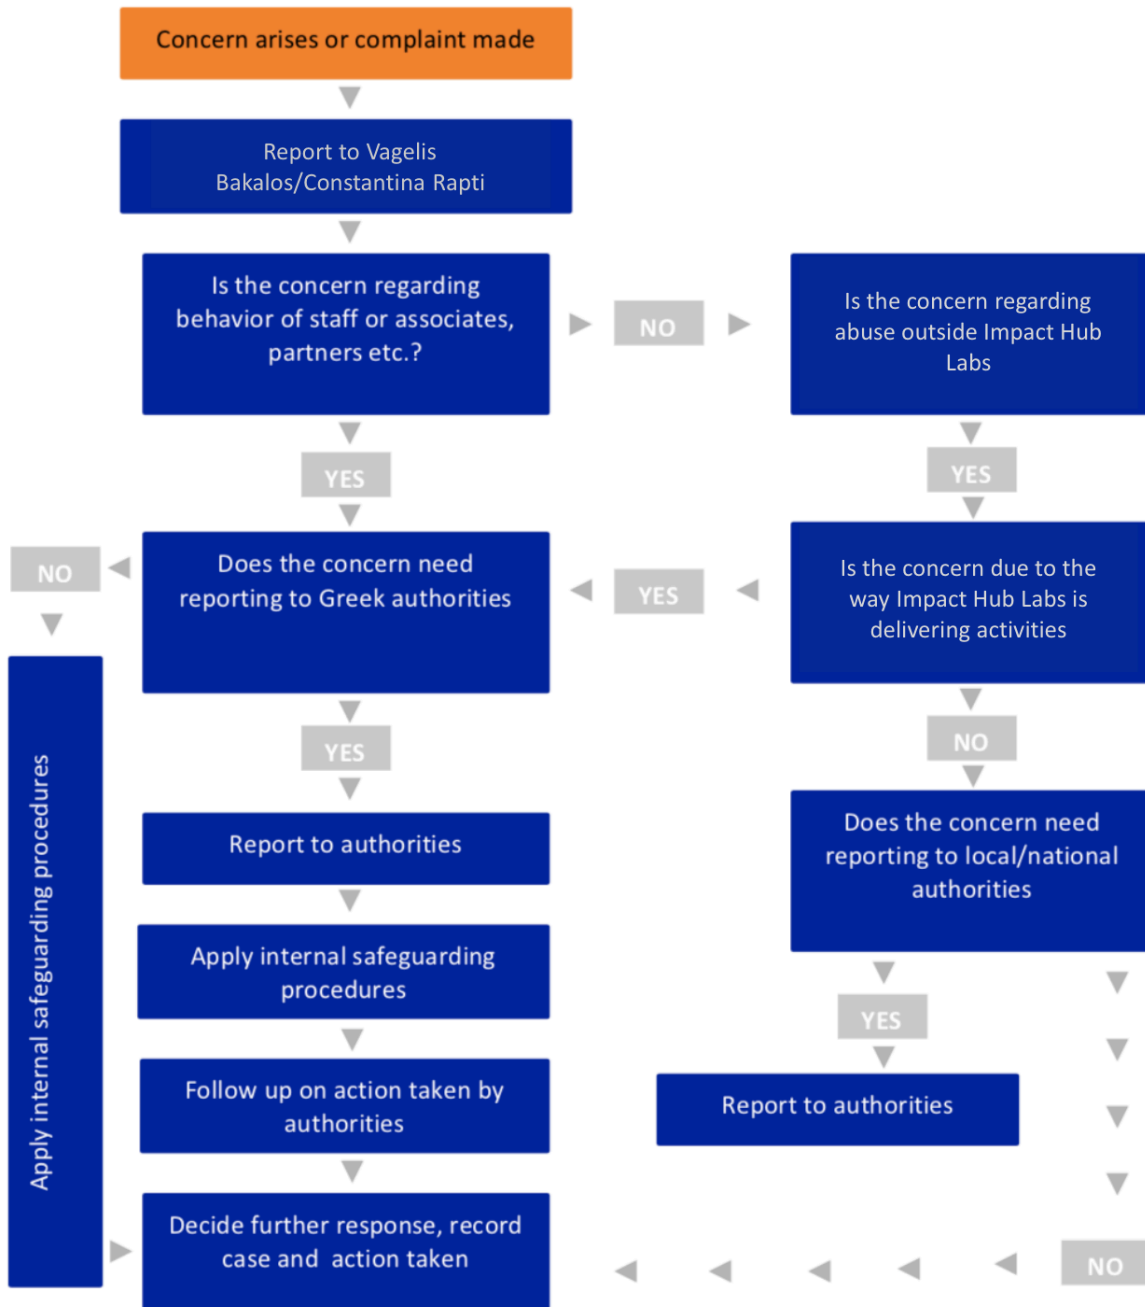 Concern arises or complaint made
Report to Vagelis
Bakalos/Constantina Rapti
Is the concern regarding
behavior of staff or associates,
partners etc.?
NO
Is the concern regarding
abuse outside Impact Hub
Labs
YES
YES
Does the concern need
reporting to Greek authorities
NO
YES
Is the concern due to the
way Impact Hub Labs is
delivering activities
YES
NO
Apply internal safeguarding procedures
Report to authorities
Does the concern need
reporting to local/national
authorities
Apply internal safeguarding
procedures
YES
Follow up on action taken by
authorities
Report to authorities
Decide further response, record
case and action taken
NO